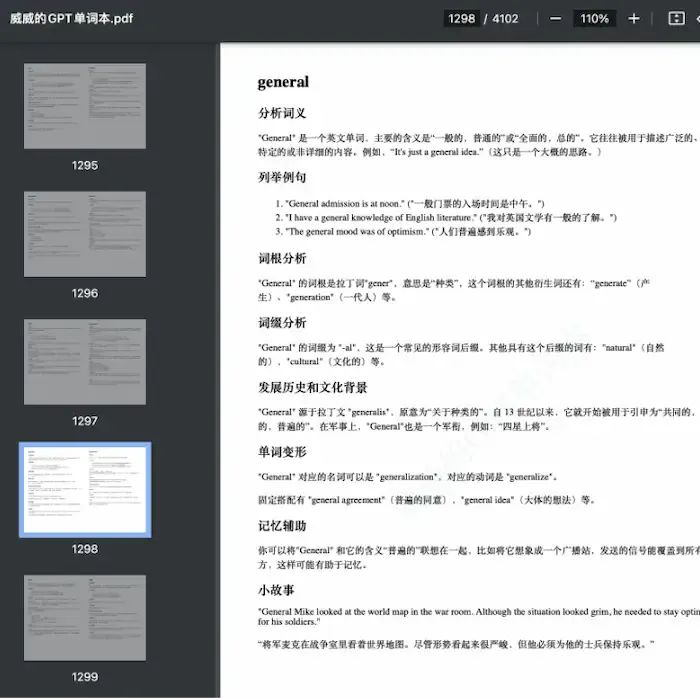 威威的GPT单词本.pdf
1298 / 4102
110%
1295
1296
1297
1298
1299
general
分析词义
"General" 是一个英文单词，主要的含义是“一般的，普通的”或“全面的，总的”。它往往被用于描述广泛的、
特定的或非详细的内容。例如，“It's just a general idea.”（这只是一个大概的思路。）
列举例句
1. "General admission is at noon." ("一般门票的入场时间是中午。")
2. "I have a general knowledge of English literature." ("我对英国文学有一般的了解。")
3. "The general mood was of optimism." ("人们普遍感到乐观。")
词根分析
"General" 的词根是拉丁词"gener"，意思是“种类”，这个词根的其他衍生词还有：“generate”（产
生）、"generation"（一代人）等。
词缀分析
"General" 的词缀为 "-al"，这是一个常见的形容词后缀。其他具有这个后缀的词有："natural"（自然
的）、"cultural"（文化的）等。
发展历史和文化背景
"General" 源于拉丁文 "generalis"，原意为“关于种类的”。自 13 世纪以来，它就开始被用于引申为“共同的，
的，普遍的”。在军事上，"General"也是一个军衔，例如：“四星上将”。
单词变形
"General" 对应的名词可以是 "generalization"，对应的动词是 "generalize"。
固定搭配有 "general agreement"（普遍的同意）、"general idea"（大体的想法）等。
记忆辅助
你可以将"General" 和它的含义“普遍的”联想在一起，比如将它想象成一个广播站，发送的信号能覆盖到所有
方，这样可能有助于记忆。
小故事
"General Mike looked at the world map in the war room. Although the situation looked grim, he needed to stay optim
for his soldiers."
“将军麦克在战争室里看着世界地图。尽管形势看起来很严峻，但他必须为他的士兵保持乐观。”